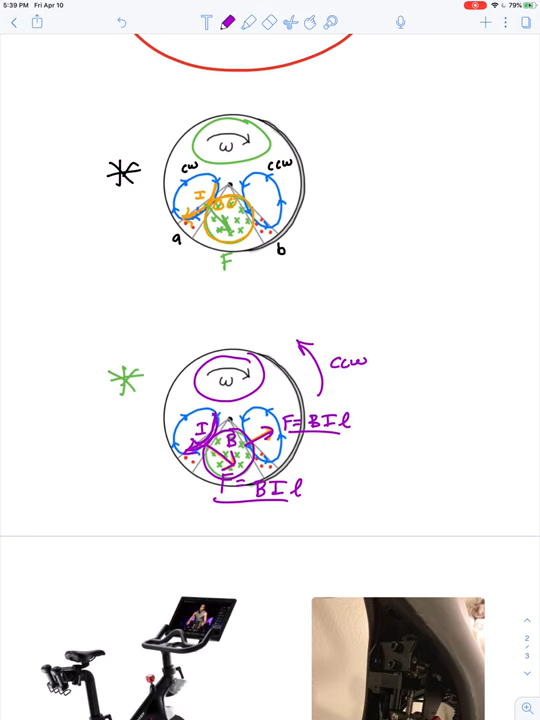 5:39 PM Fri Apr 10
79%
T
ω
cw
ccw
I
a
b
F
ω
ccw
I
B
F=BIl
F=BIl
2
/
3